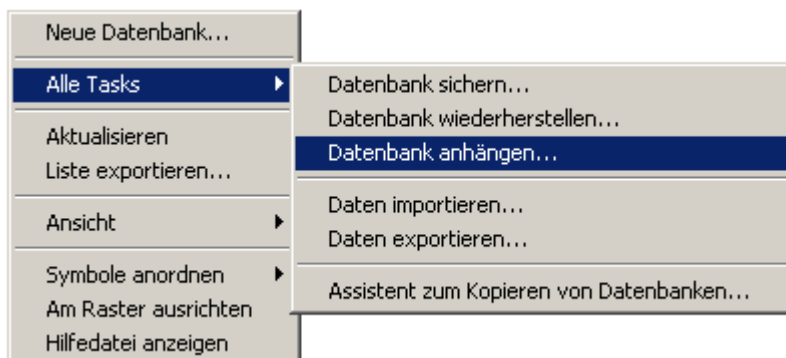 Neue Datenbank...
Alle Tasks
Aktualisieren
Liste exportieren...
Ansicht
Symbole anordnen
Am Raster ausrichten
Hilfedatei anzeigen
Datenbank sichern...
Datenbank wiederherstellen...
Datenbank anhängen...
Daten importieren...
Daten exportieren...
Assistent zum Kopieren von Datenbanken...